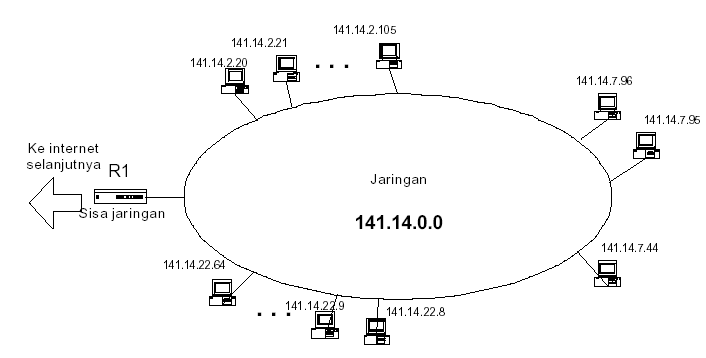 141.14.2.105
141.14.2.21
...
141.14.2.20
141.14.7.96
141.14.7.95
Ke internet
selanjutnya
R1
Sisa jaringan
Jaringan
141.14.0.0
141.14.7.44
141.14.22.64
...
141.14.22.9
141.14.22.8